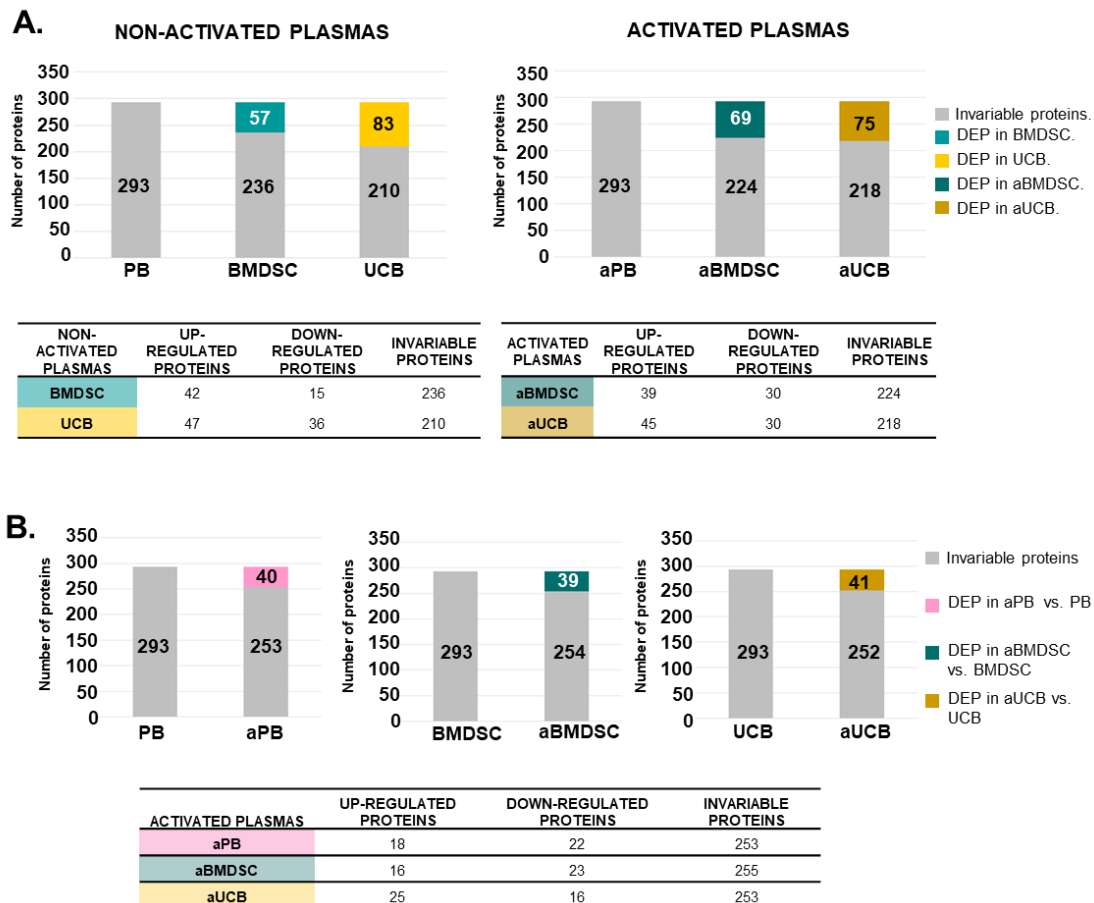 A.
NON-ACTIVATED PLASMAS
Number of proteins
350
300
250
200
150
100
50
0
293
57
236
83
210
PB BMDSC UCB
ACTIVATED PLASMAS
Number of proteins
350
300
250
200
150
100
50
0
293
69
224
75
218
aPB aBMDSC aUCB
Invariable proteins.
DEP in BMDSC.
DEP in UCB.
DEP in aBMDSC.
DEP in aUCB.
NON-ACTIVATED PLASMAS UP-REGULATED PROTEINS DOWN-REGULATED PROTEINS INVARIABLE PROTEINS
BMDSC 42 15 236
UCB 47 36 210
ACTIVATED PLASMAS UP-REGULATED PROTEINS DOWN-REGULATED PROTEINS INVARIABLE PROTEINS
aBMDSC 39 30 224
aUCB 45 30 218
B.
Number of proteins
350
300
250
200
150
100
50
0
293
40
253
PB aPB
Number of proteins
350
300
250
200
150
100
50
0
293
39
254
BMDSC aBMDSC
Number of proteins
350
300
250
200
150
100
50
0
293
41
252
UCB aUCB
Invariable proteins
DEP in aPB vs. PB
DEP in aBMDSC
vs. BMDSC
DEP in aUCB vs.
UCB
ACTIVATED PLASMAS UP-REGULATED PROTEINS DOWN-REGULATED PROTEINS INVARIABLE PROTEINS
aPB 18 22 253
aBMDSC 16 23 255
aUCB 25 16 253